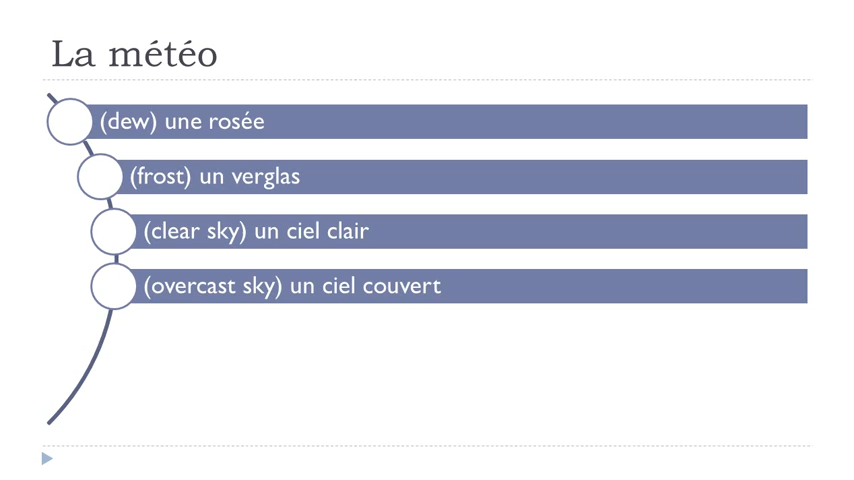 La météo
(dew) une rosée
(frost) un verglas
(clear sky) un ciel clair
(overcast sky) un ciel couvert